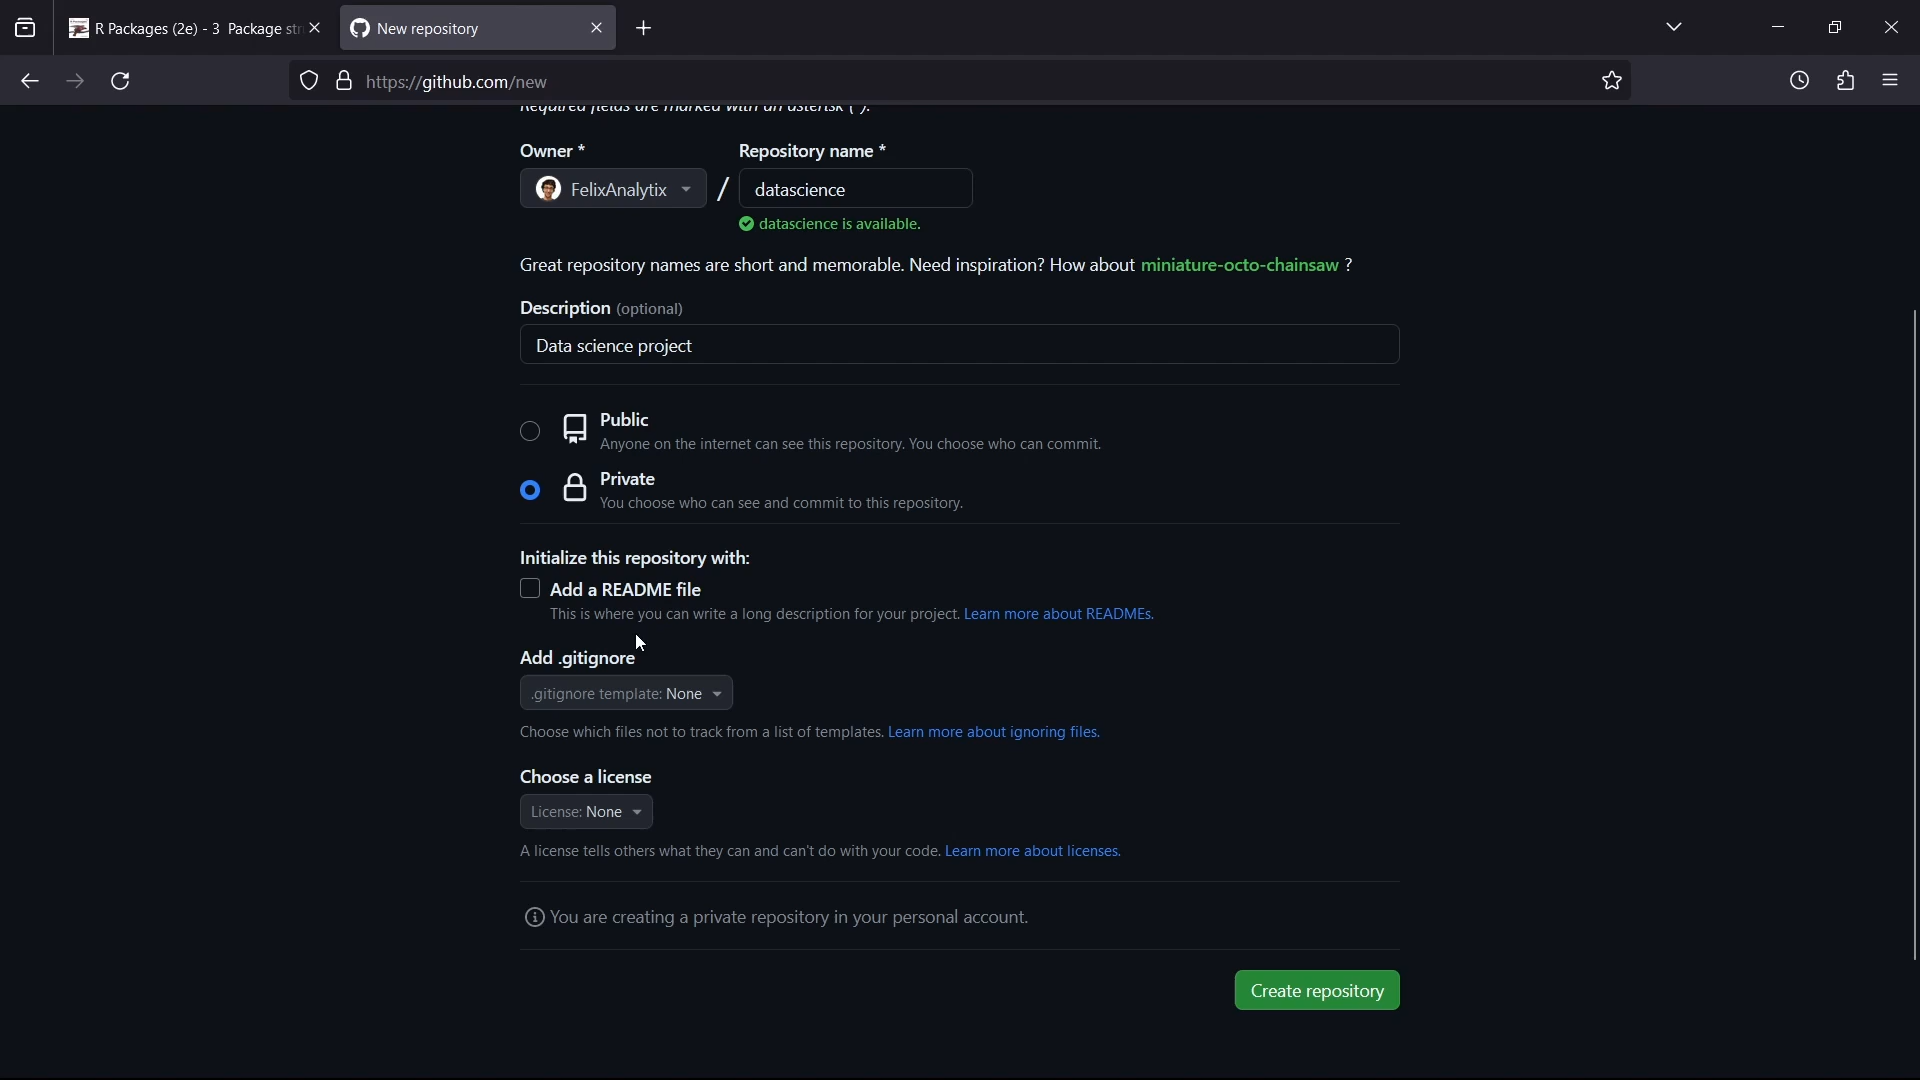 R Packages (2e) - 3 Package str
New repository
https://github.com/new
Required fields are marked with an asterisk (*).
Owner *
Repository name *
FelixAnalytix
/
datascience
datascience is available.
Great repository names are short and memorable. Need inspiration? How about miniature-octo-chainsaw ?
Description (optional)
Data science project
Public
Anyone on the internet can see this repository. You choose who can commit.
Private
You choose who can see and commit to this repository.
Initialize this repository with:
Add a README file
This is where you can write a long description for your project. Learn more about READMEs.
Add .gitignore
.gitignore template: None
Choose which files not to track from a list of templates. Learn more about ignoring files.
Choose a license
License: None
A license tells others what they can and can't do with your code. Learn more about licenses.
You are creating a private repository in your personal account.
Create repository